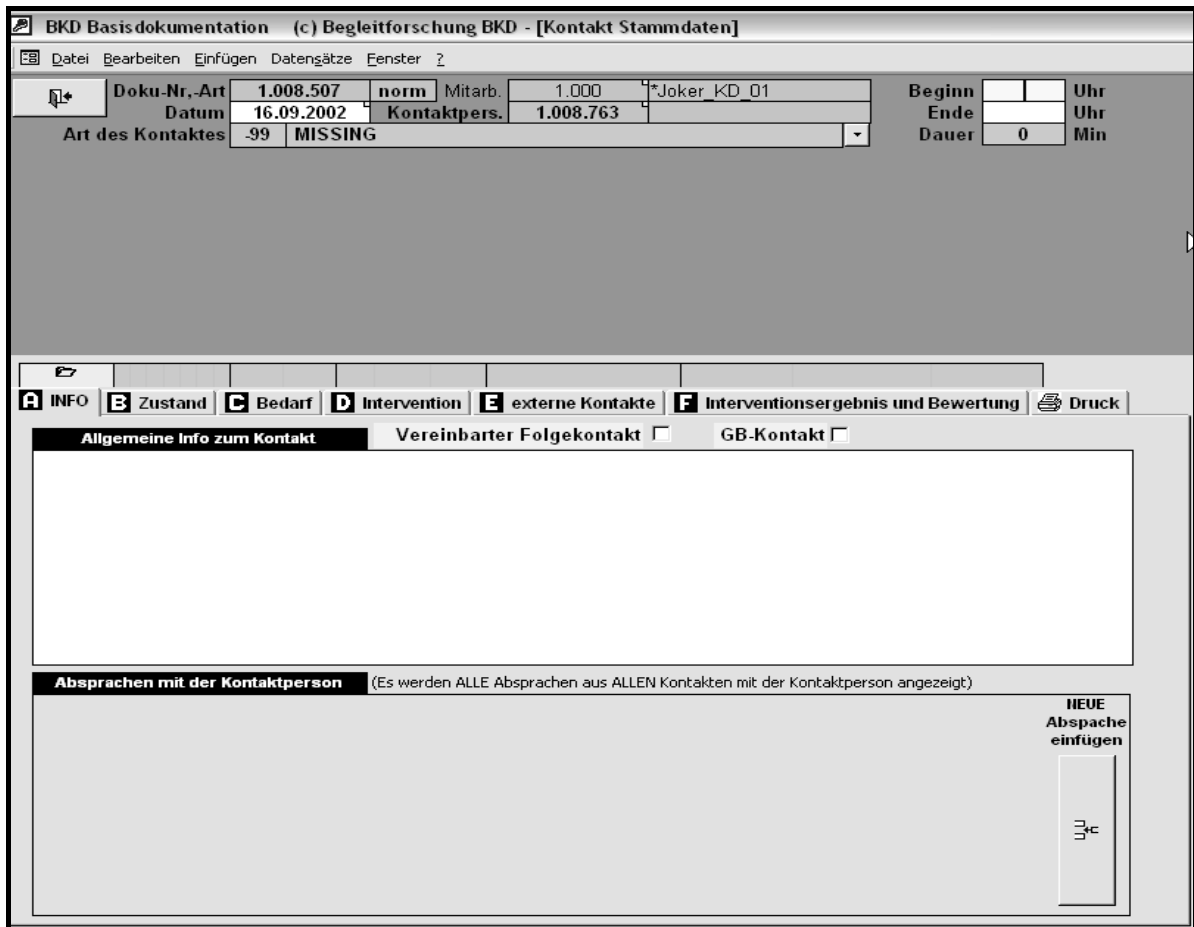 BKD Basisdokumentation (c) Begleitforschung BKD - [Kontakt Stammdaten]
Datei Bearbeiten Einfügen Datensätze Fenster ?
Doku-Nr,-Art 1.008.507 norm Mitarb. 1.000 *Joker_KD_01 Beginn Uhr
Datum 16.09.2002 Kontaktpers. 1.008.763 Ende Uhr
Art des Kontaktes -99 MISSING Dauer 0 Min
A INFO B Zustand C Bedarf D Intervention E externe Kontakte F Interventionsergebnis und Bewertung Druck
Allgemeine Info zum Kontakt Vereinbarter Folgekontakt GB-Kontakt
Absprachen mit der Kontaktperson (Es werden ALLE Absprachen aus ALLEN Kontakten mit der Kontaktperson angezeigt)
NEUE
Abspache
einfügen